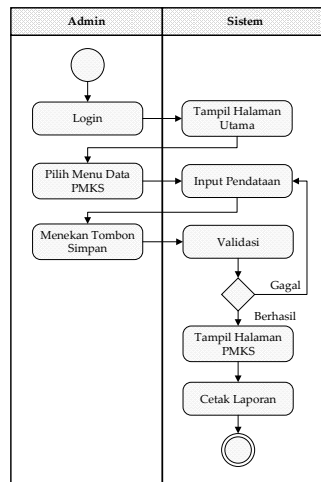 Admin
Sistem
Login
Tampil Halaman
Utama
Pilih Menu Data
PMKS
Input Pendataan
Menekan Tombon
Simpan
Validasi
Gagal
Berhasil
Tampil Halaman
PMKS
Cetak Laporan